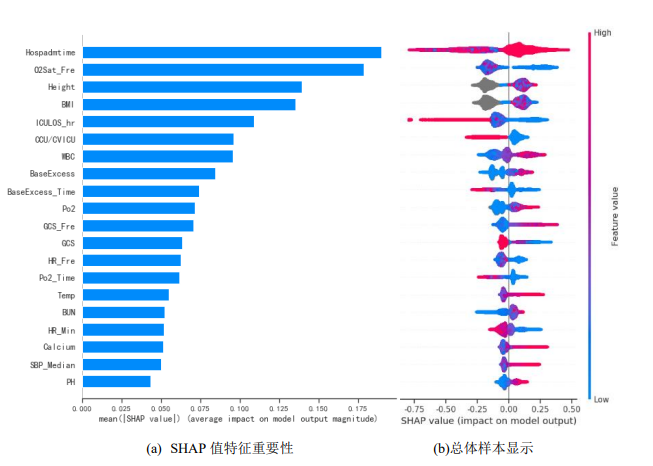 High
Hospadmtime
O2Sat_Fre
Height
BMI
ICULOS_hr
CCU/CVICU
WBC
BaseExcess
BaseExcess_Time
Po2
GCS_Fre
GCS
HR_Fre
Po2_Time
Temp
BUN
HR_Min
Calcium
SBP_Median
PH
Feature value
Low
0.000 0.025 0.050 0.075 0.100 0.125 0.150 0.175
mean(|SHAP value|) (average impact on model output magnitude)
-0.75 -0.50 -0.25 0.00 0.25 0.50
SHAP value (impact on model output)
(a) SHAP 值特征重要性
(b)总体样本显示